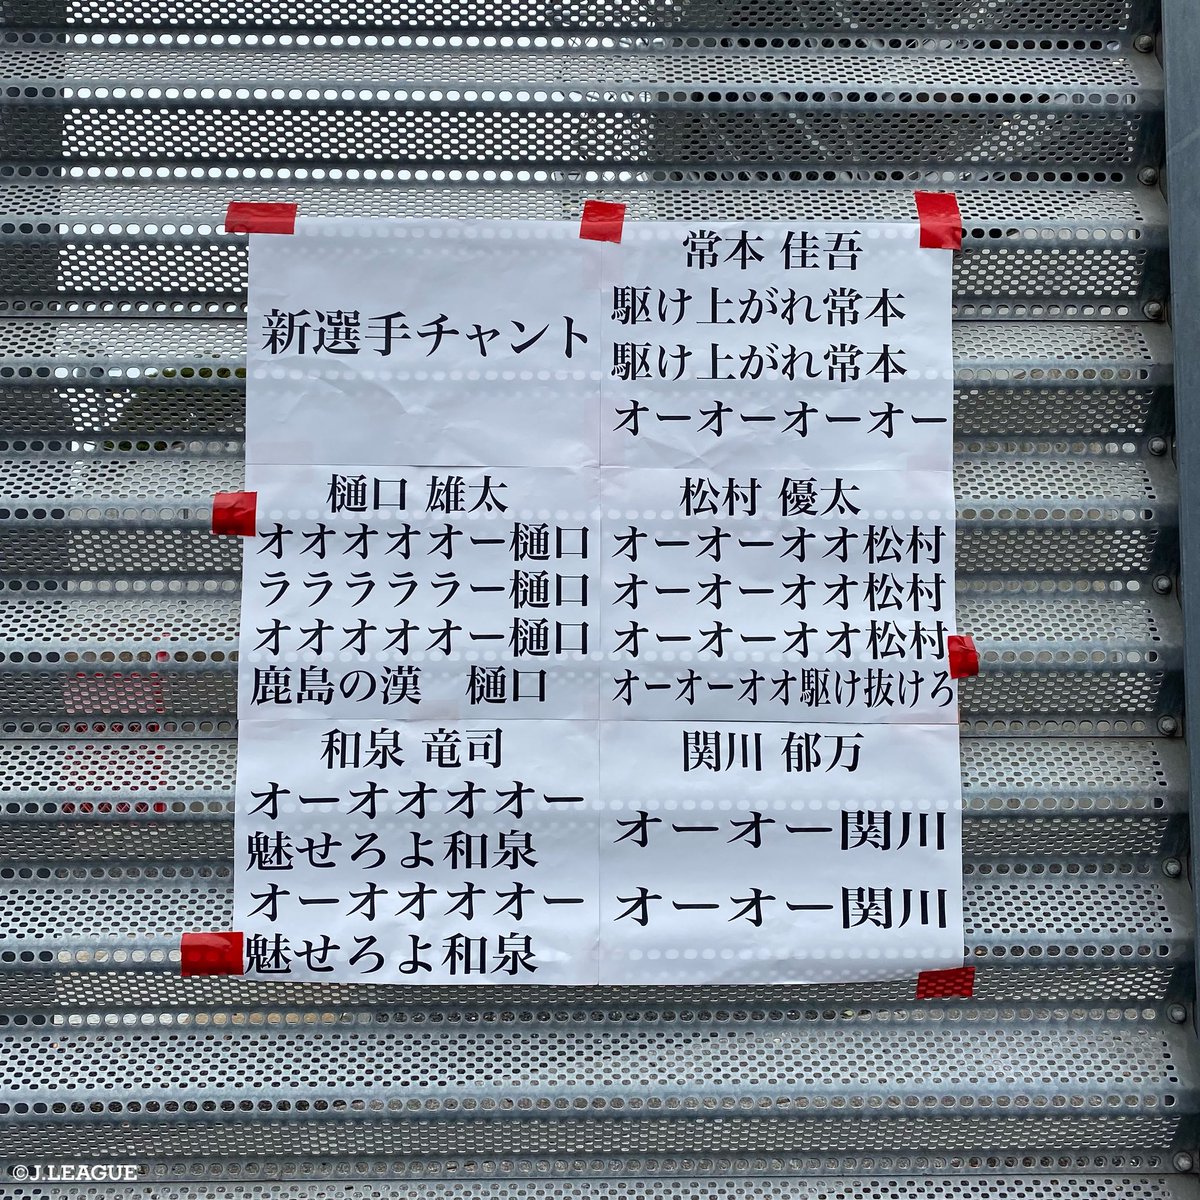 新選手チャント
常本 佳吾
駆け上がれ常本
駆け上がれ常本
オーオーオーオー
樋口 雄太
オオオオオー樋口
ラララララー樋口
オオオオオー樋口
鹿島の漢 樋口
松村 優太
オーオーオオ松村
オーオーオオ松村
オーオーオオ松村
オーオーオオ駆け抜けろ
和泉 竜司
オーオオオオー
魅せろよ和泉
オーオオオオー
魅せろよ和泉
関川 郁万
オーオー関川
オーオー関川
©J.LEAGUE